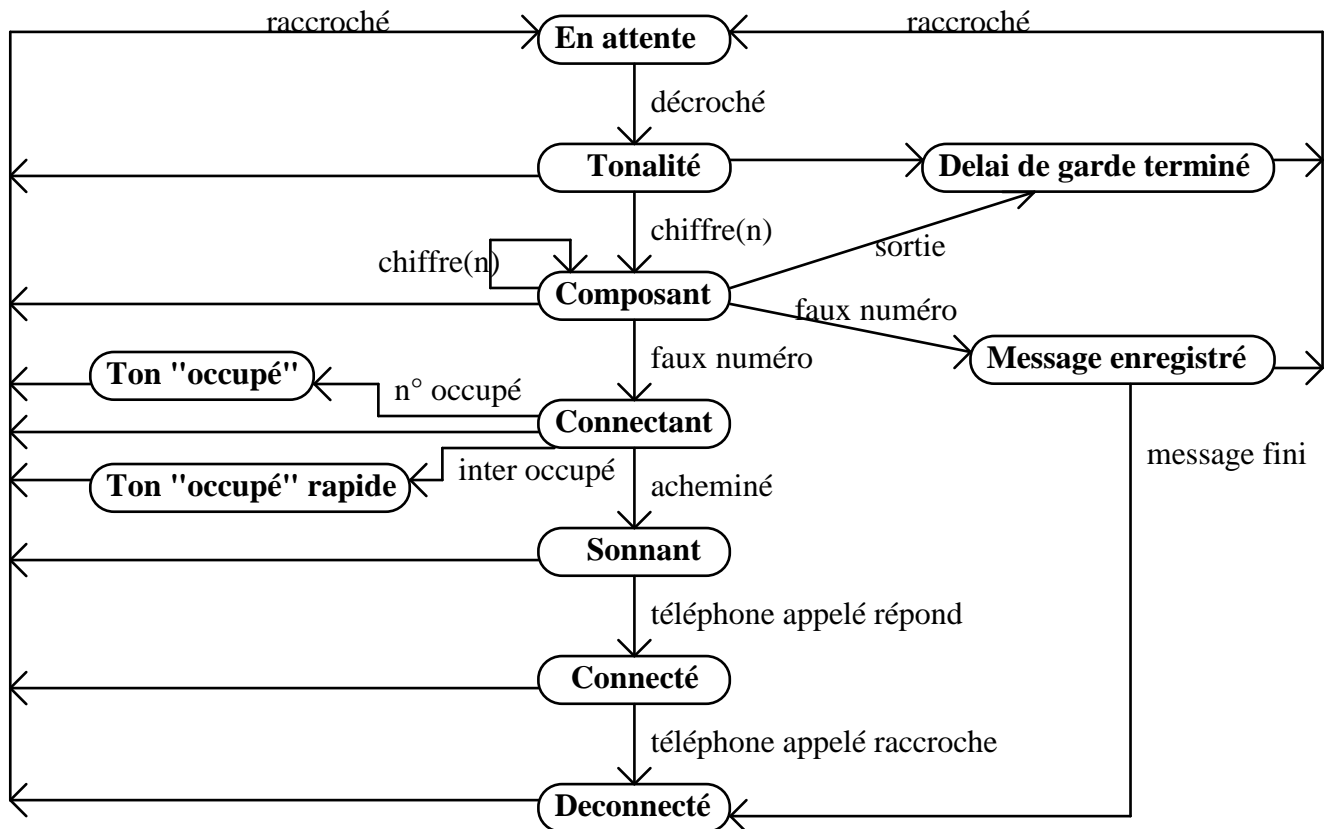 raccroché
raccroché
En attente
décroché
Tonalité
Delai de garde terminé
chiffre(n)
sortie
chiffre(n)
Composant
faux numéro
faux numéro
Message enregistré
Ton "occupé"
n° occupé
Connectant
message fini
inter occupé
Ton "occupé" rapide
acheminé
Sonnant
téléphone appelé répond
Connecté
téléphone appelé raccroche
Deconnecté